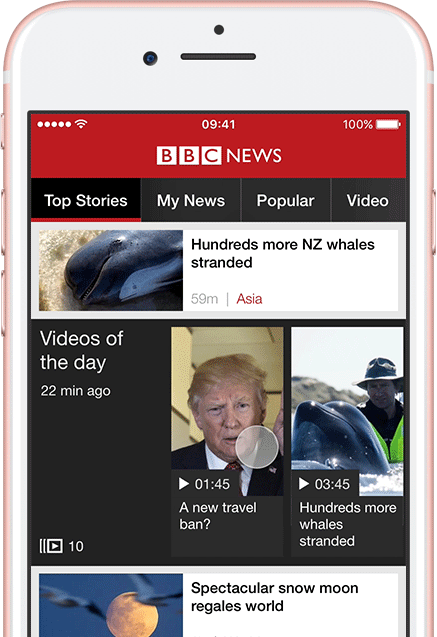 09:41
100%
BBC NEWS
Top Stories
My News
Popular
Video
Hundreds more NZ whales
stranded
59m | Asia
Videos of
the day
22 min ago
10
01:45
A new travel
ban?
03:45
Hundreds more
whales
stranded
Spectacular snow moon
regales world